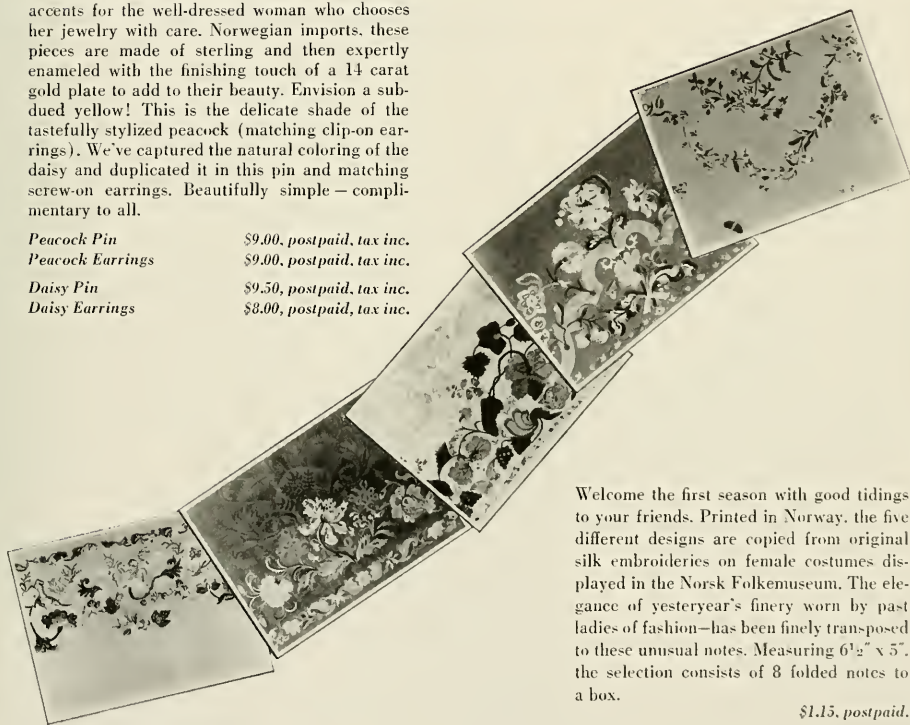 accents for the well-dressed woman who chooses
her jewelry with care. Norwegian imports, these
pieces are made of sterling and then expertly
enameled with the finishing touch of a 14 carat
gold plate to add to their beauty. Envision a sub-
dued yellow! This is the delicate shade of the
tastefully stylized peacock (matching clip-on ear-
rings). We've captured the natural coloring of the
daisy and duplicated it in this pin and matching
screw-on earrings. Beautifully simple — compli-
mentary to all.
Peacock Pin $9.00, postpaid, tax inc.
Peacock Earrings $9.00, postpaid, tax inc.
Daisy Pin $9.50, postpaid, tax inc.
Daisy Earrings $8.00, postpaid, tax inc.
Welcome the first season with good tidings
to your friends. Printed in Norway, the five
different designs are copied from original
silk embroideries on female costumes dis-
played in the Norsk Folkemuseum. The ele-
gance of yesteryear's finery worn by past
ladies of fashion—has been finely transposed
to these unusual notes. Measuring 6½" x 5",
the selection consists of 8 folded notes to
a box.
$1.15, postpaid.